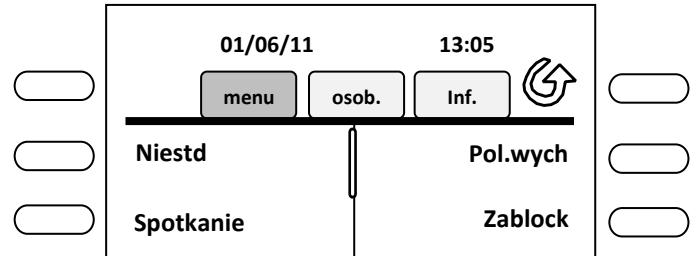 01/06/11 13:05
menu osob. Inf.
Niestd Pol.wych
Spotkanie Zablock